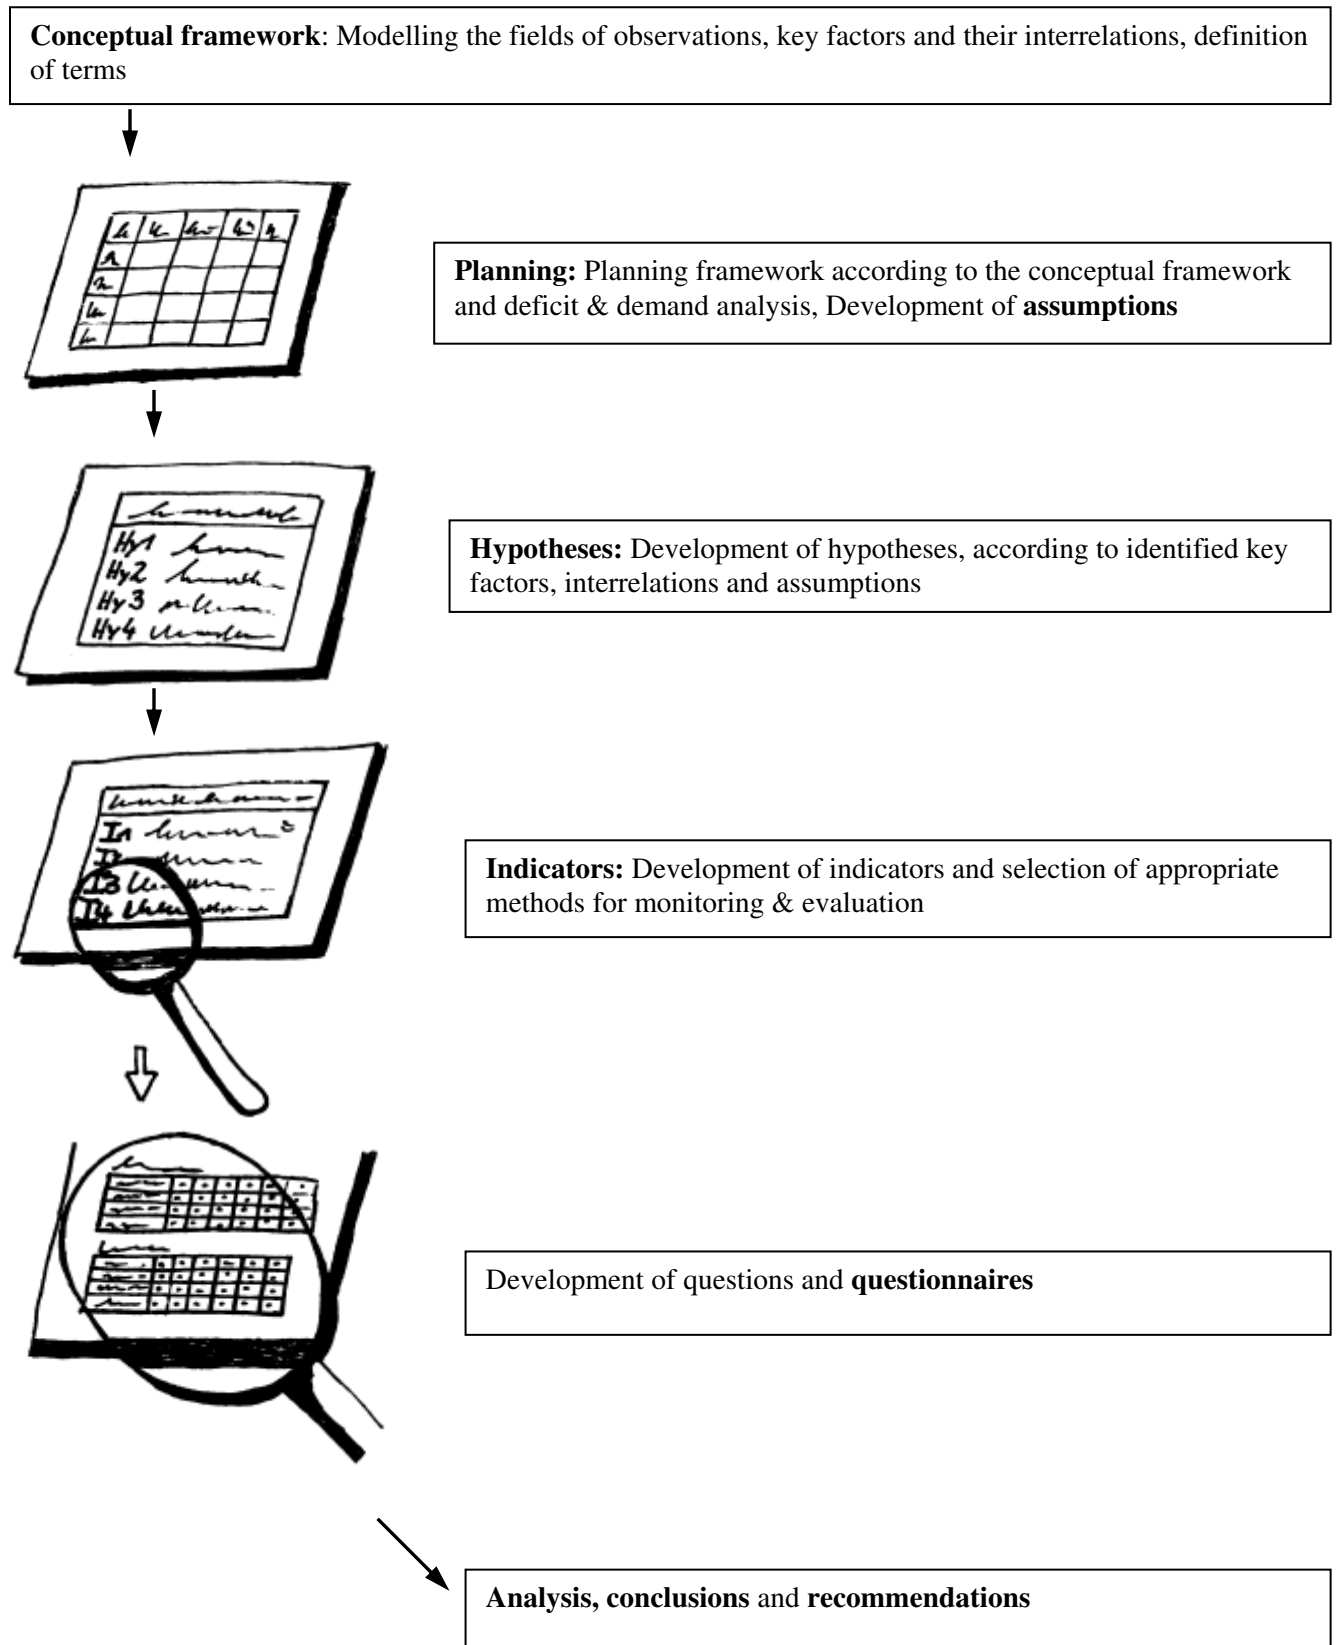 Conceptual framework: Modelling the fields of observations, key factors and their interrelations, definition
of terms
Planning: Planning framework according to the conceptual framework
and deficit & demand analysis, Development of assumptions
Hy1
Hy2
Hy3
Hy4
Hypotheses: Development of hypotheses, according to identified key
factors, interrelations and assumptions
I1
I3
I4
Indicators: Development of indicators and selection of appropriate
methods for monitoring & evaluation
Development of questions and questionnaires
Analysis, conclusions and recommendations